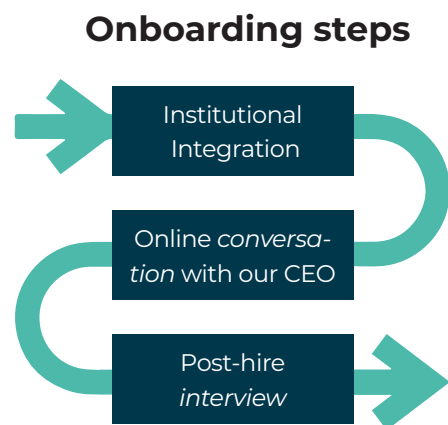 Onboarding steps
Institutional
Integration
Online conversa-
tion with our CEO
Post-hire
interview